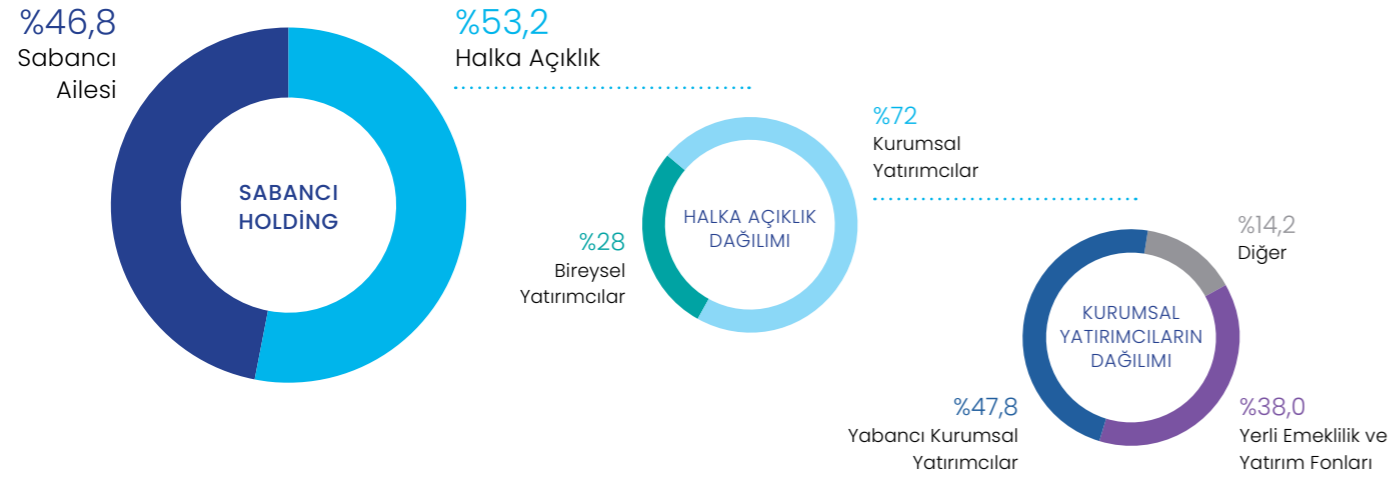 %46,8
Sabancı
Ailesi
%53,2
Halka Açıklık
SABANCI
HOLDİNG
%72
Kurumsal
Yatırımcılar
HALKA AÇIKLIK
DAĞILIMI
%28
Bireysel
Yatırımcılar
%14,2
Diğer
KURUMSAL
YATIRIMCILARIN
DAĞILIMI
%47,8
Yabancı Kurumsal
Yatırımcılar
%38,0
Yerli Emeklilik ve
Yatırım Fonları